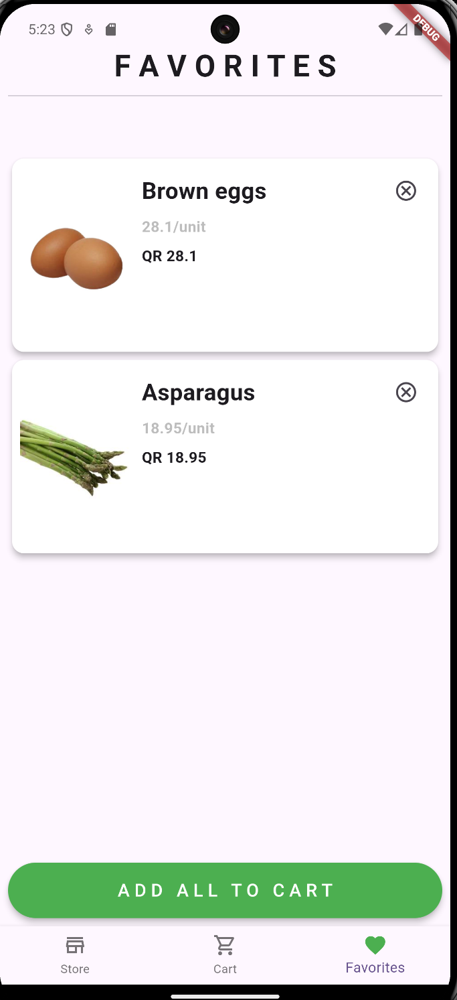 5:23
DEBUG
FAVORITES
Brown eggs
28.1/unit
QR 28.1
Asparagus
18.95/unit
QR 18.95
ADD ALL TO CART
Store
Cart
Favorites